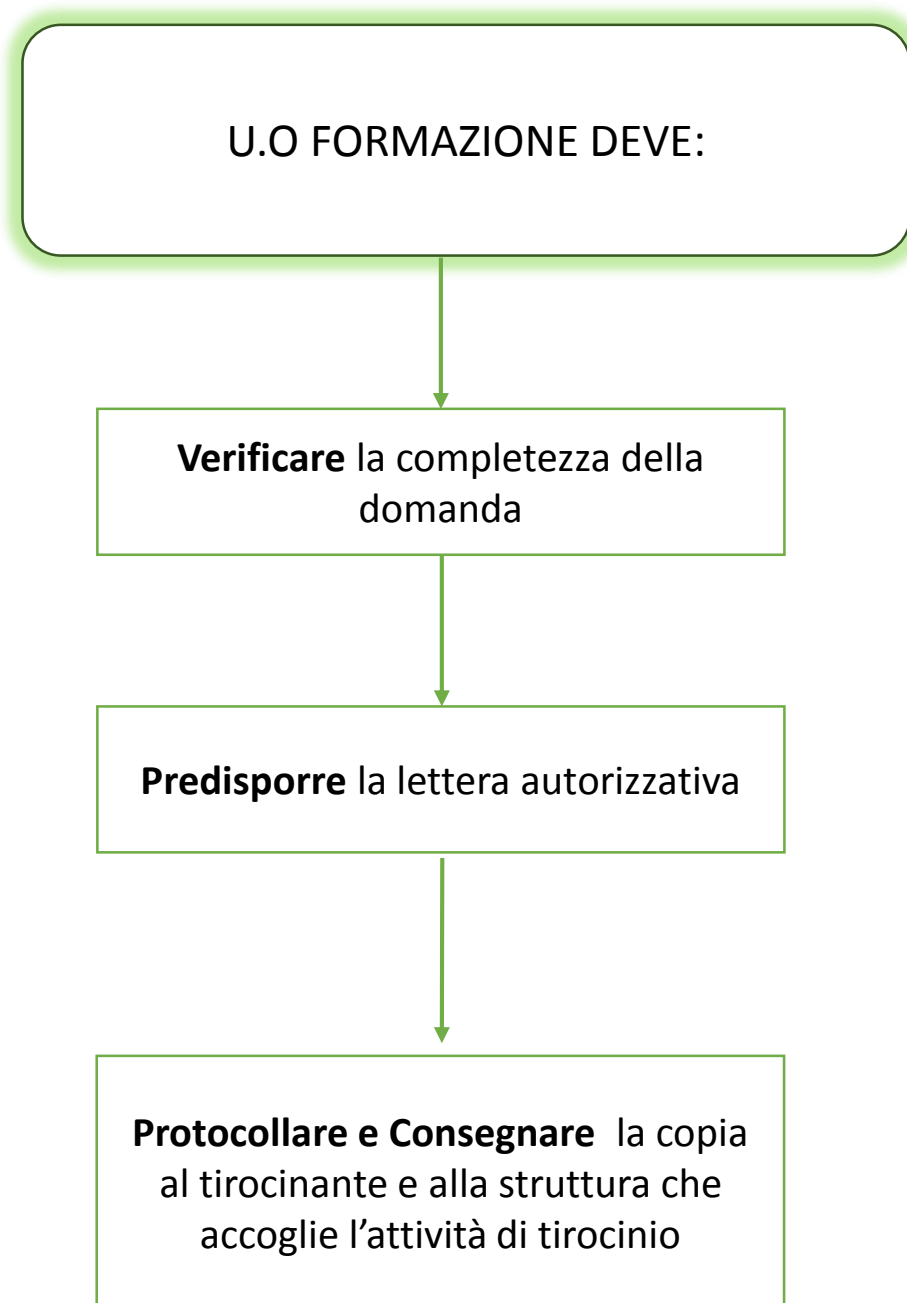 U.O FORMAZIONE DEVE:
Verificare la completezza della
domanda
Predisporre la lettera autorizzativa
Protocollare e Consegnare  la copia
al tirocinante e alla struttura che
accoglie l’attività di tirocinio